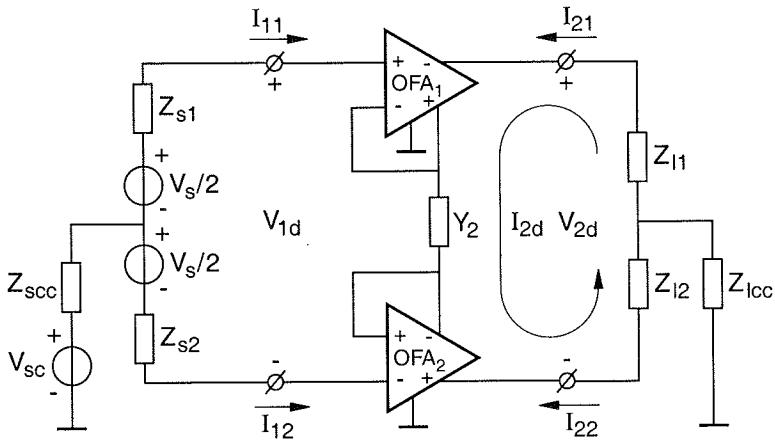 I11
I21
+
+
+ -
OFA1
- +
Zs1
+
Vs/2
-
+
Vs/2
-
Zl1
V1d
Y2
I2d V2d
Zscc
+
Vsc
-
Zs2
Zl2
Zlcc
+ -
OFA2
- +
-
-
I12
I22